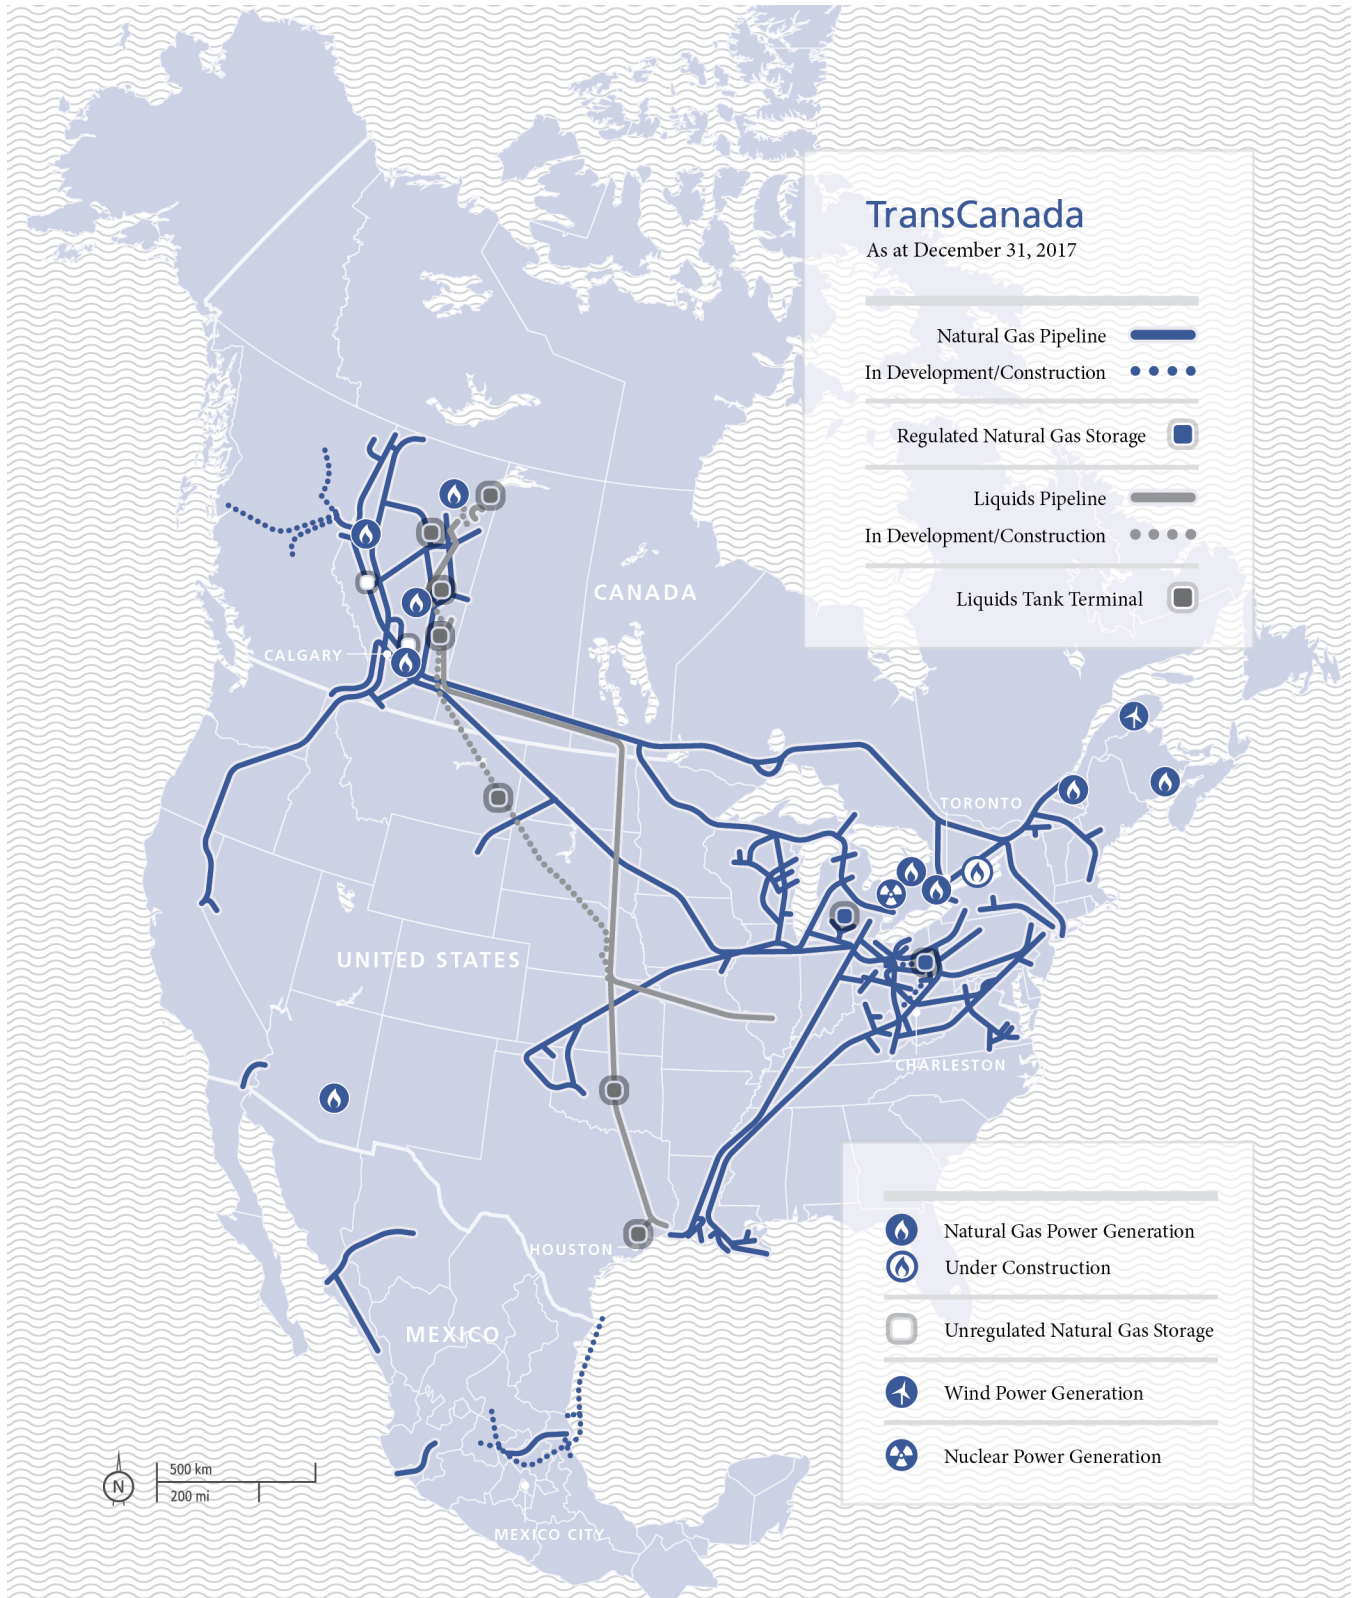 TransCanada
As at December 31, 2017
Natural Gas Pipeline
In Development/Construction
Regulated Natural Gas Storage
Liquids Pipeline
In Development/Construction
Liquids Tank Terminal
CANADA
CALGARY
TORONTO
UNITED STATES
CHARLESTON
HOUSTON
MEXICO
MEXICO CITY
Natural Gas Power Generation
Under Construction
Unregulated Natural Gas Storage
Wind Power Generation
Nuclear Power Generation
N
500 km
200 mi